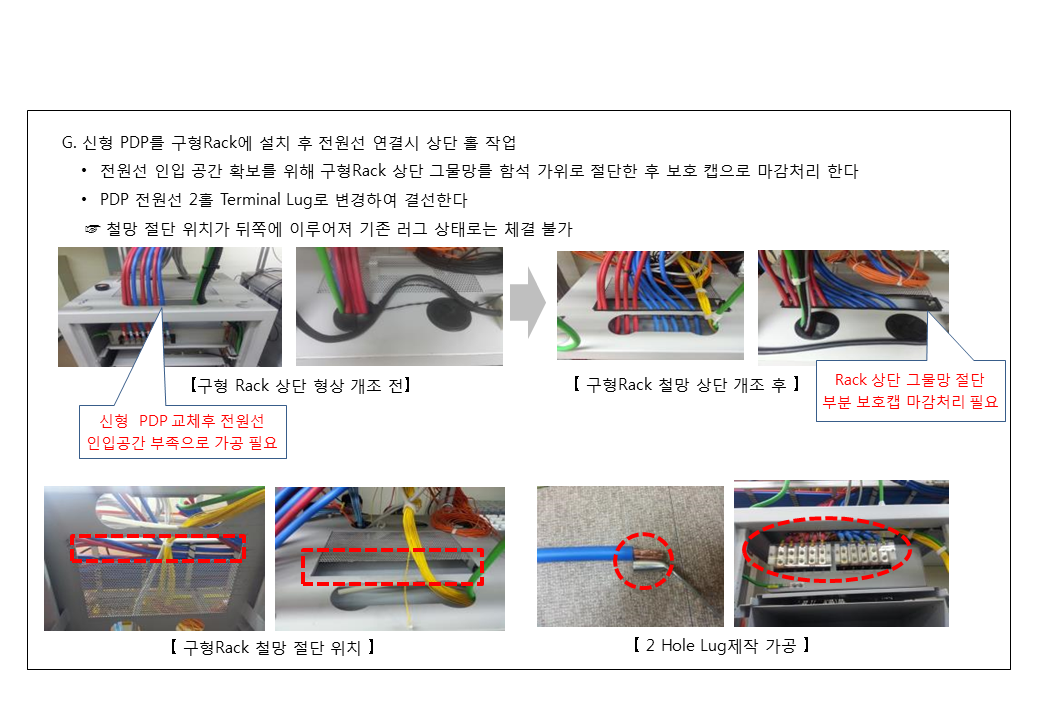 G. 신형 PDP를 구형Rack에 설치 후 전원선 연결시 상단 홀 작업
• 전원선 인입 공간 확보를 위해 구형Rack 상단 그물망를 함석 가위로 절단한 후 보호 캡으로 마감처리 한다
• PDP 전원선 2홀 Terminal Lug로 변경하여 결선한다
☞ 철망 절단 위치가 뒤쪽에 이루어져 기존 러그 상태로는 체결 불가
【구형 Rack 상단 형상 개조 전】
【 구형Rack 철망 상단 개조 후 】
Rack 상단 그물망 절단
부분 보호캡 마감처리 필요
신형 PDP 교체후 전원선
인입공간 부족으로 가공 필요
【 구형Rack 철망 절단 위치 】
【 2 Hole Lug제작 가공 】